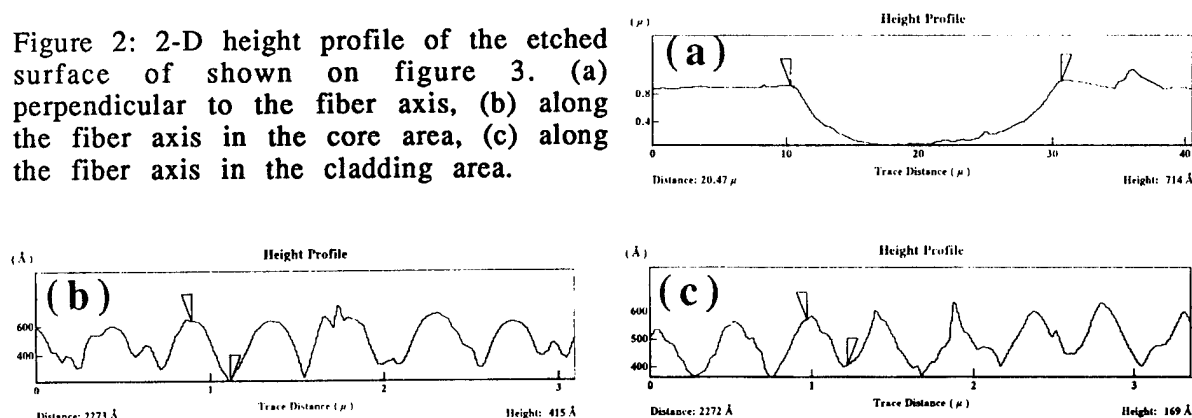 Figure 2: 2-D height profile of the etched
surface of shown on figure 3. (a)
perpendicular to the fiber axis, (b) along
the fiber axis in the core area, (c) along
the fiber axis in the cladding area.
(μ)
Height Profile
(a)
0.8
0.4
0 10 20 30 40
Distance: 20.47 μ Trace Distance (μ) Height: 714 Å
(Å)
Height Profile
(b)
600
400
0 1 2 3
Distance: 2273 Å Trace Distance (μ) Height: 415 Å
(Å)
Height Profile
(c)
600
500
400
0 1 2 3
Distance: 2272 Å Trace Distance (μ) Height: 169 Å